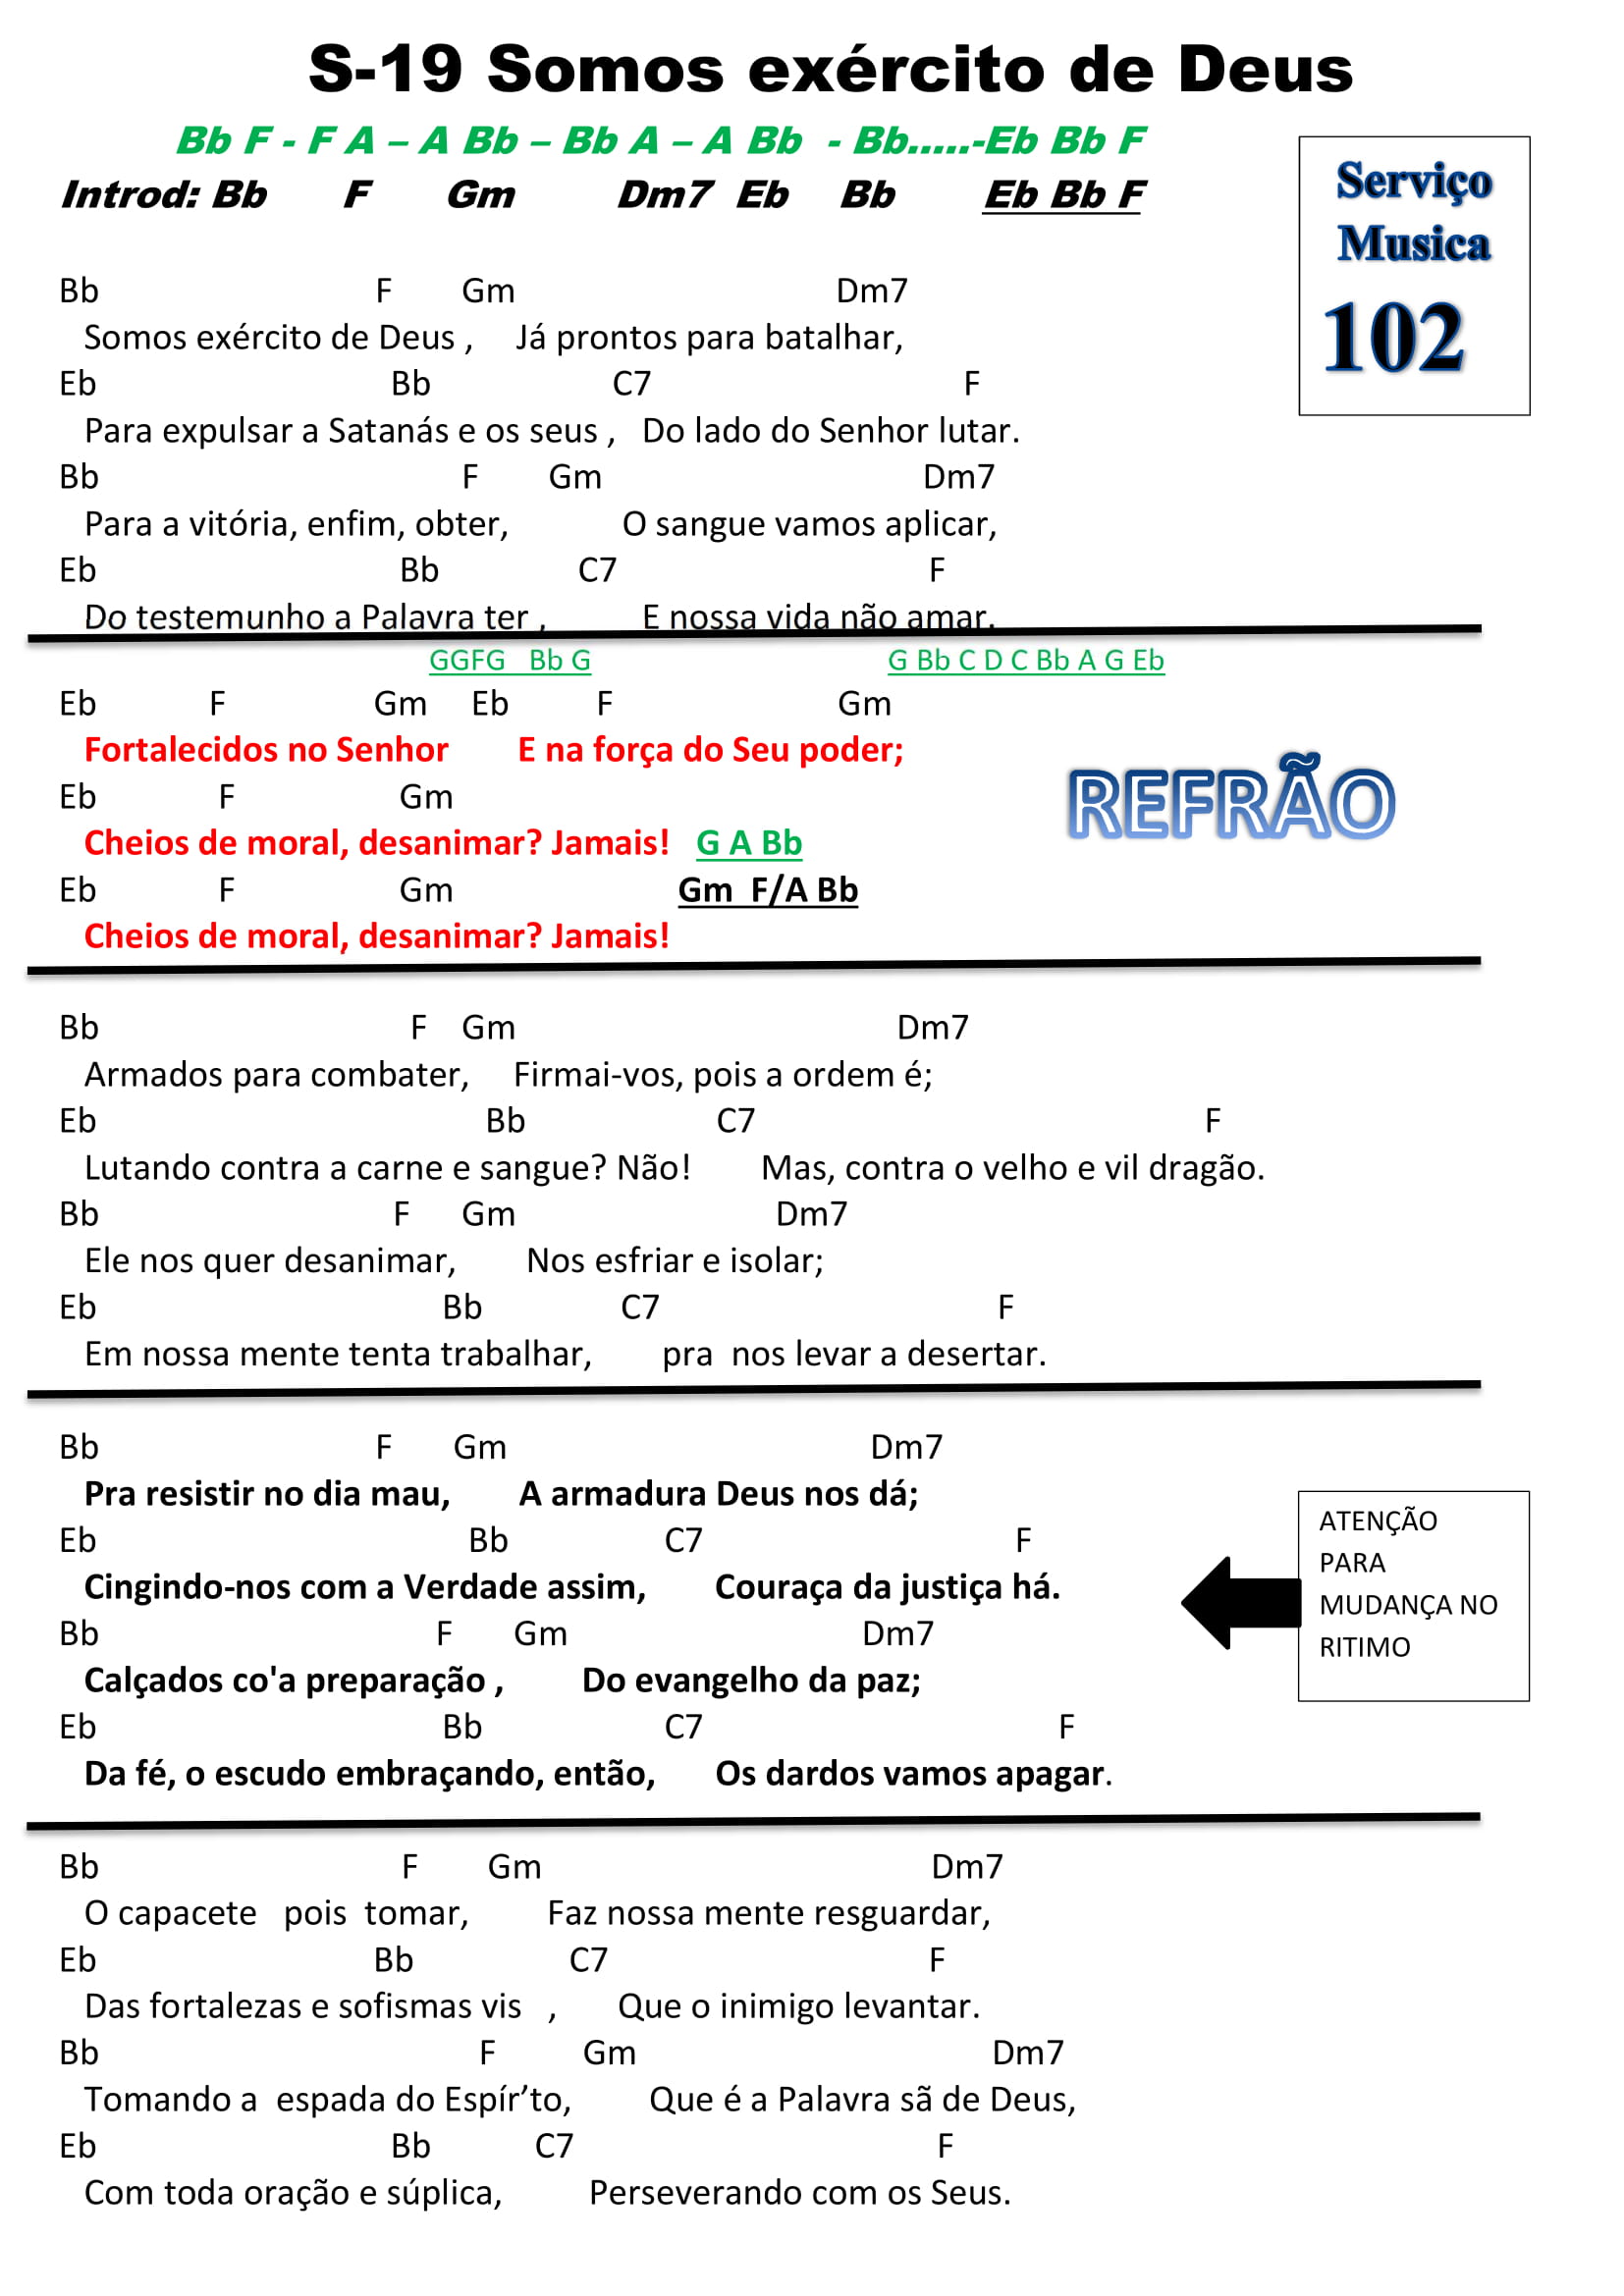 S-19 Somos exército de Deus
Bb F - F A – A Bb – Bb A – A Bb - Bb.....-Eb Bb F
Introd: Bb F Gm Dm7 Eb Bb Eb Bb F
Serviço
Musica
102
Bb F Gm Dm7
Somos exército de Deus , Já prontos para batalhar,
Eb Bb C7 F
Para expulsar a Satanás e os seus , Do lado do Senhor lutar.
Bb F Gm Dm7
Para a vitória, enfim, obter, O sangue vamos aplicar,
Eb Bb C7 F
Do testemunho a Palavra ter , E nossa vida não amar.
GGFG Bb G G Bb C D C Bb A G Eb
Eb F Gm Eb F Gm
Fortalecidos no Senhor E na força do Seu poder;
REFRÃO
Eb F Gm
Cheios de moral, desanimar? Jamais! G A Bb
Eb F Gm Gm F/A Bb
Cheios de moral, desanimar? Jamais!
Bb F Gm Dm7
Armados para combater, Firmai-vos, pois a ordem é;
Eb Bb C7 F
Lutando contra a carne e sangue? Não! Mas, contra o velho e vil dragão.
Bb F Gm Dm7
Ele nos quer desanimar, Nos esfriar e isolar;
Eb Bb C7 F
Em nossa mente tenta trabalhar, pra nos levar a desertar.
Bb F Gm Dm7
Pra resistir no dia mau, A armadura Deus nos dá;
Eb Bb C7 F
Cingindo-nos com a Verdade assim, Couraça da justiça há.
Bb F Gm Dm7
Calçados co'a preparação , Do evangelho da paz;
Eb Bb C7 F
Da fé, o escudo embraçando, então, Os dardos vamos apagar.
ATENÇÃO
PARA
MUDANÇA NO
RITIMO
Bb F Gm Dm7
O capacete pois tomar, Faz nossa mente resguardar,
Eb Bb C7 F
Das fortalezas e sofismas vis , Que o inimigo levantar.
Bb F Gm Dm7
Tomando a espada do Espír’to, Que é a Palavra sã de Deus,
Eb Bb C7 F
Com toda oração e súplica, Perseverando com os Seus.